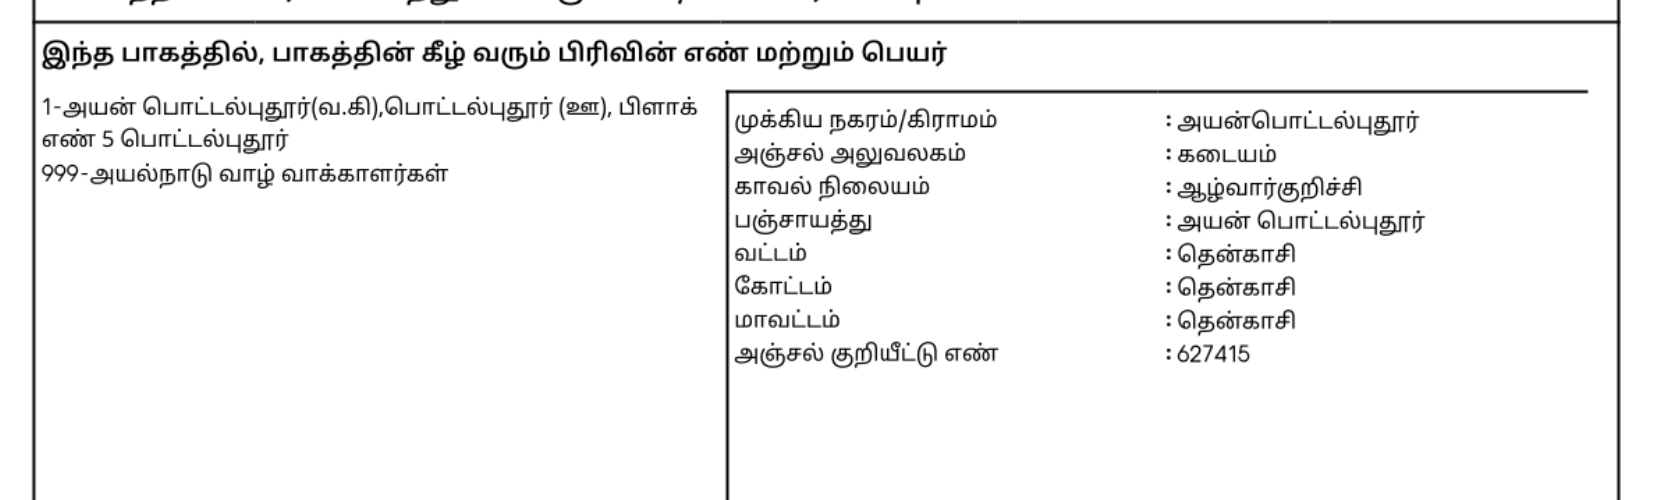 இந்த பாகத்தில், பாகத்தின் கீழ் வரும் பிரிவின் எண் மற்றும் பெயர்
1-அயன் பொட்டல்புதூர்(வ.கி),பொட்டல்புதூர் (ஊ), பிளாக்
எண் 5 பொட்டல்புதூர்
999-அயல்நாடு வாழ் வாக்காளர்கள்
முக்கிய நகரம்/கிராமம் : அயன்பொட்டல்புதூர்
அஞ்சல் அலுவலகம் : கடையம்
காவல் நிலையம் : ஆழ்வார்குறிச்சி
பஞ்சாயத்து : அயன் பொட்டல்புதூர்
வட்டம் : தென்காசி
கோட்டம் : தென்காசி
மாவட்டம் : தென்காசி
அஞ்சல் குறியீட்டு எண் : 627415